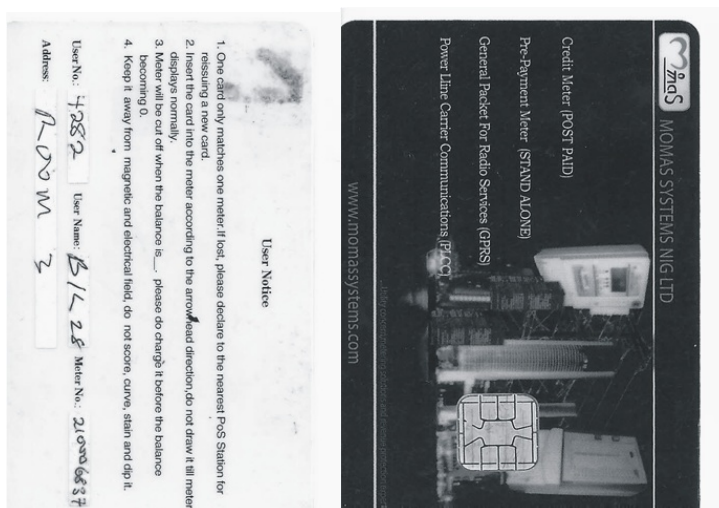 User Notice
1. One card only matches one meter.If lost, please declare to the nearest PoS Station for
reissuing a new card.
2. Insert the card into the meter according to the arrowhead direction,do not draw it till meter
displays normally.
3. Meter will be cut off when the balance is__. please do charge it before the balance
becoming 0.
4. Keep it away from magnetic and electrical field, do not score, curve, stain and dip it.
User No.: 4282 User Name: B/L 28 Meter No.: 21006837
Address: Room 3
Momas
MOMAS SYSTEMS NIG LTD
Credit Meter (POST PAID)
Pre-Payment Meter (STAND ALONE)
General Packet For Radio Services (GPRS)
Power Lline Carrier Communications (PLCC)
www.momassystems.com